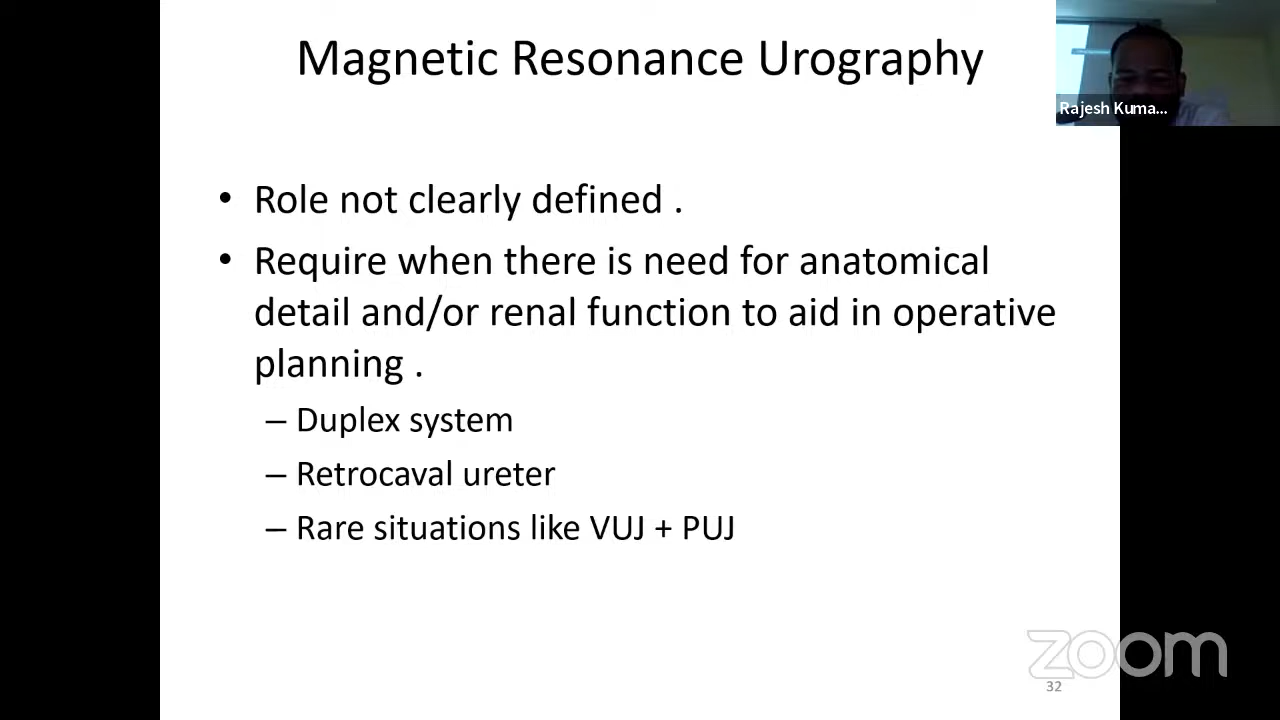 Magnetic Resonance Urography
Rajesh Kuma...
• Role not clearly defined .
• Require when there is need for anatomical
detail and/or renal function to aid in operative
planning .
– Duplex system
– Retrocaval ureter
– Rare situations like VUJ + PUJ
zoom
32